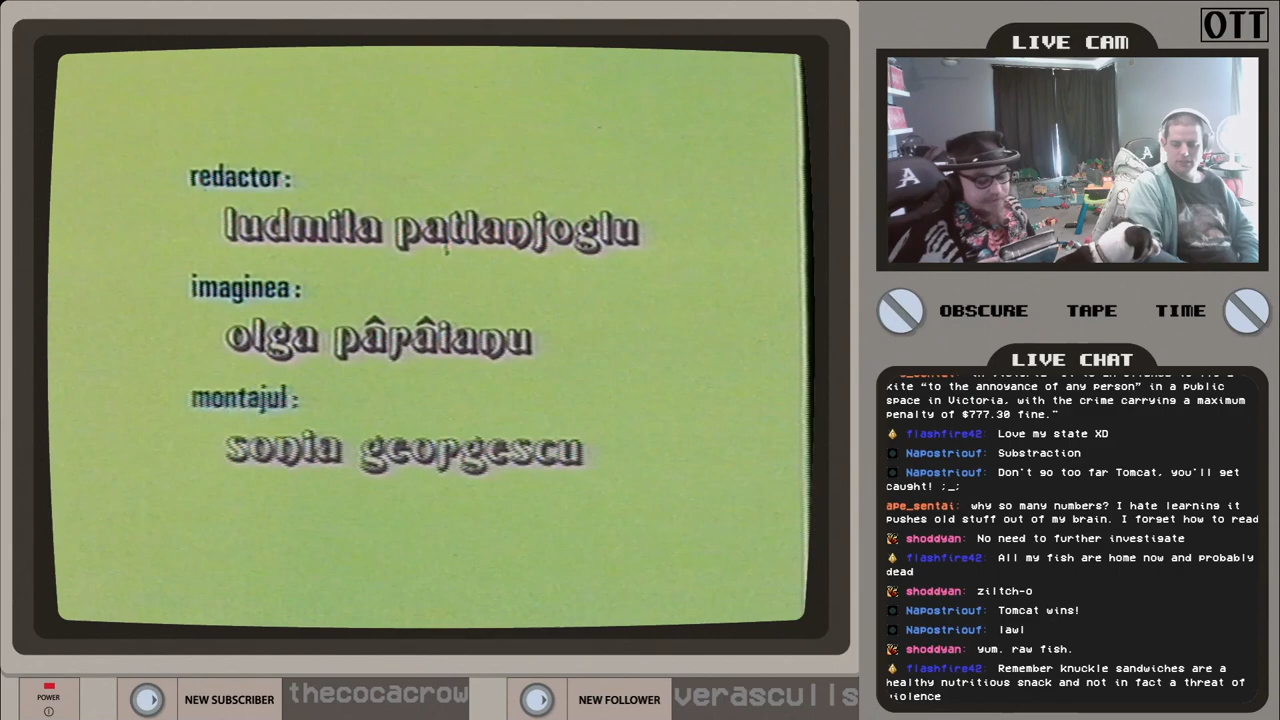 redactor:
ludmila patlanjoglu
imaginea:
olga pârâianu
montajul:
sonia georgescu
OTT
LIVE CAM
OBSCURE TAPE TIME
LIVE CHAT
kite “to the annoyance of any person” in a public
space in Victoria, with the crime carrying a maximum
penalty of $777.30 fine.”
flashfire42: Love my state XD
Napostriouf: Substraction
Napostriouf: Don't go too far Tomcat, you'll get
caught! ;_;
ape_sentai: why so many numbers? I hate learning it
pushes old stuff out of my brain. I forget how to read
shoddyan: No need to further investigate
flashfire42: All my fish are home now and probably
dead
shoddyan: ziltch-o
Napostriouf: Tomcat wins!
Napostriouf: !awl
shoddyan: yum. raw fish.
flashfire42: Remember knuckle sandwiches are a
healthy nutritious snack and not in fact a threat of
violence
POWER
NEW SUBSCRIBER thecocacrow
NEW FOLLOWER verasculls